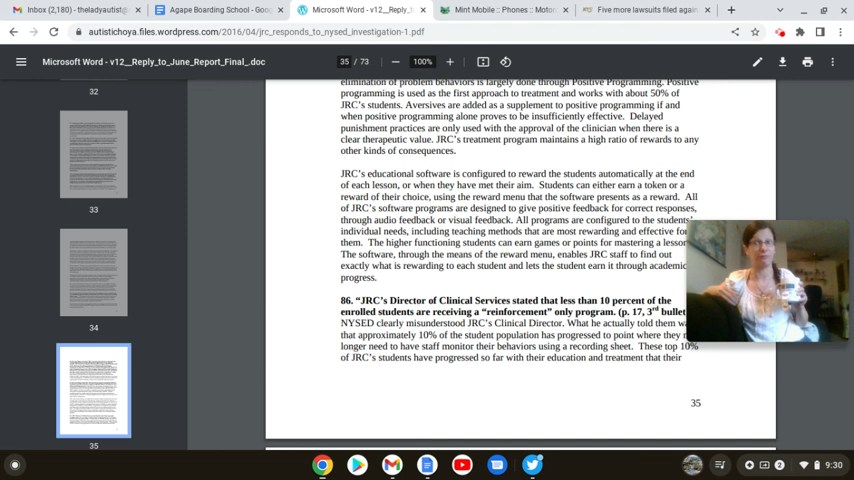 Inbox (2,180) - theladyautist@
Agape Boarding School - Goo
Microsoft Word - v12__Reply_to_
Mint Mobile :: Phones :: Motor
Five more lawsuits filed again
autistichoya.files.wordpress.com/2016/04/jrc_responds_to_nysed_investigation-1.pdf
Microsoft Word - v12__Reply_to_June_Report_Final_.doc
35 / 73
100%
32
33
34
35
elimination of problem behaviors is largely done through Positive Programming. Positive
programming is used as the first approach to treatment and works with about 50% of
JRC's students. Aversives are added as a supplement to positive programming if and
when positive programming alone proves to be insufficiently effective. Delayed
punishment practices are only used with the approval of the clinician when there is a
clear therapeutic value. JRC's treatment program maintains a high ratio of rewards to any
other kinds of consequences.
JRC's educational software is configured to reward the students automatically at the end
of each lesson, or when they have met their aim. Students can either earn a token or a
reward of their choice, using the reward menu that the software presents as a reward. All
of JRC's software programs are designed to give positive feedback for correct responses,
through audio feedback or visual feedback. All programs are configured to the students'
individual needs, including teaching methods that are most rewarding and effective for
them. The higher functioning students can earn games or points for mastering a lesson
The software, through the means of the reward menu, enables JRC staff to find out
exactly what is rewarding to each student and lets the student earn it through academic
progress.
86. "JRC's Director of Clinical Services stated that less than 10 percent of the
enrolled students are receiving a "reinforcement" only program. (p. 17, 3rd bullet
NYSED clearly misunderstood JRC's Clinical Director. What he actually told them
that approximately 10% of the student population has progressed to point where they
longer need to have staff monitor their behaviors using a recording sheet. These top 10%
of JRC's students have progressed so far with their education and treatment that their
35
2
9:30